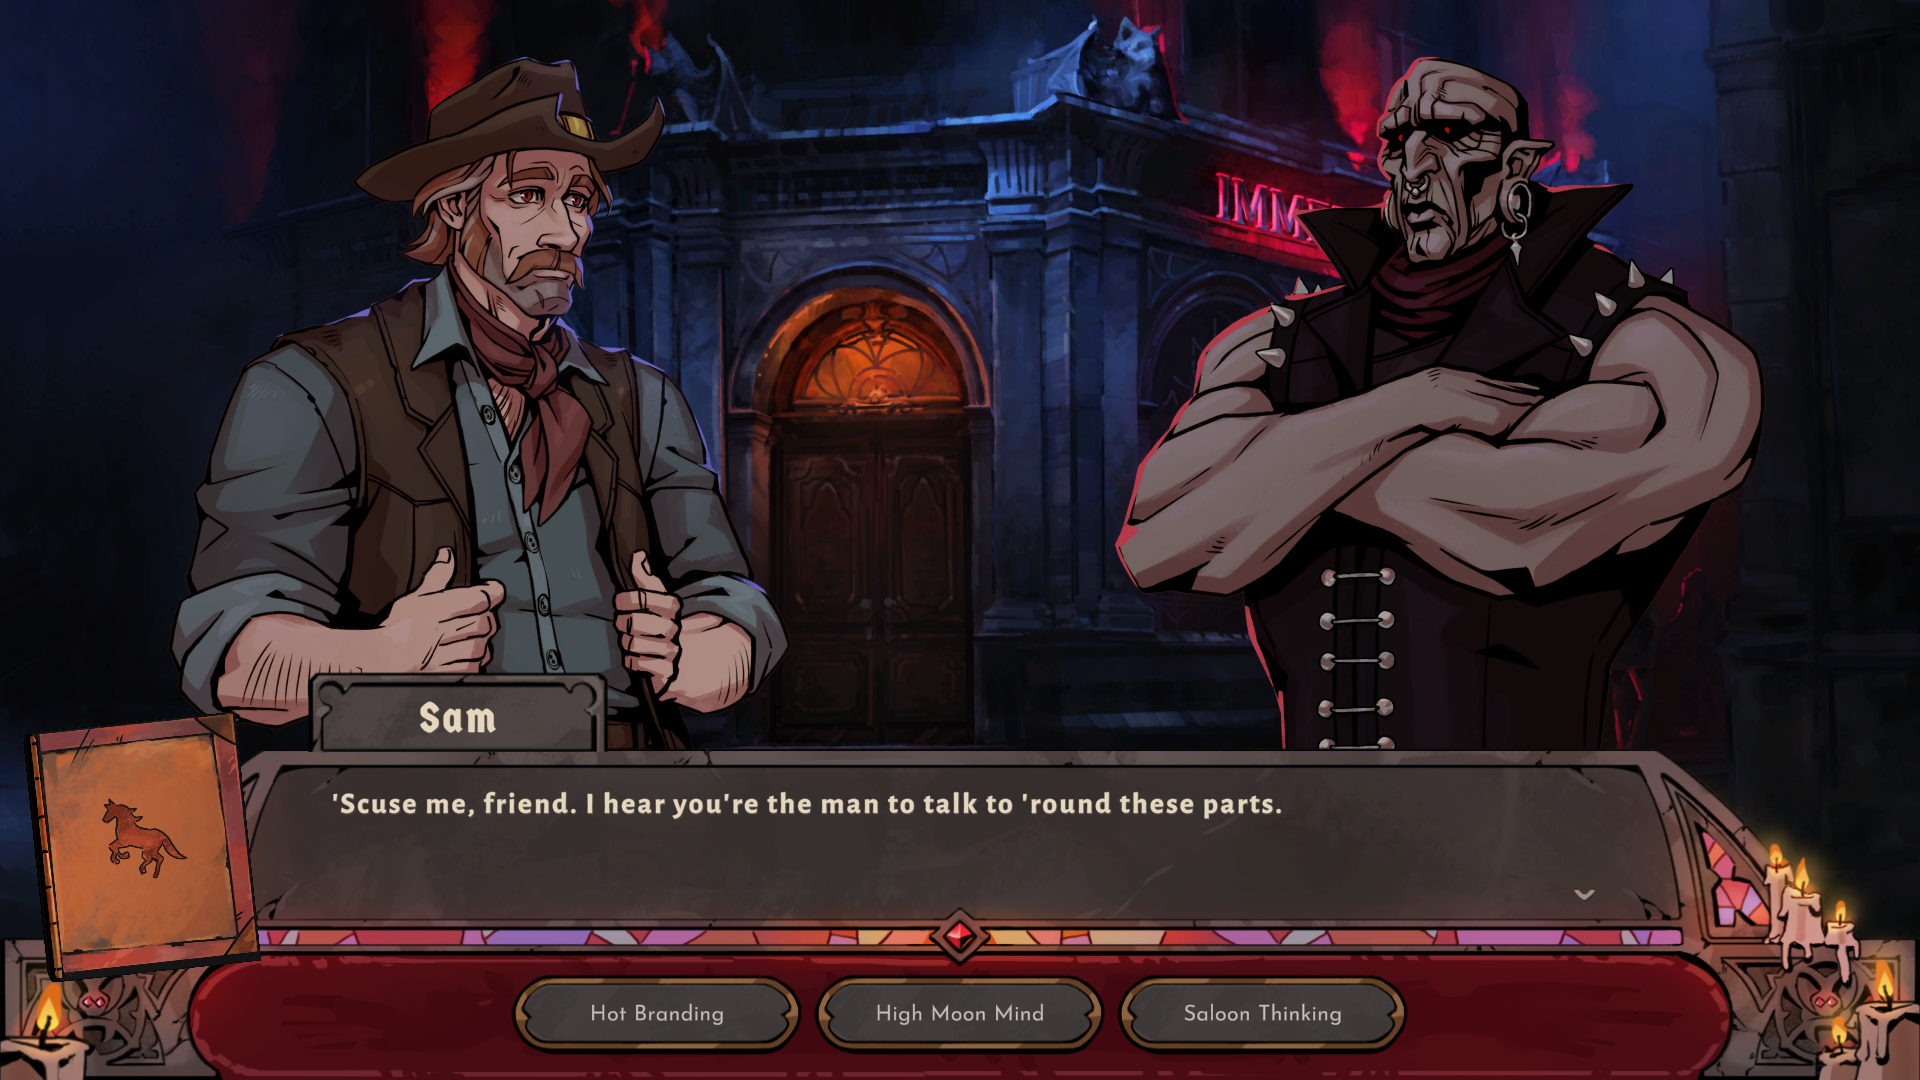 IMME
Sam
'Scuse me, friend. I hear you're the man to talk to 'round these parts.
Hot Branding
High Moon Mind
Saloon Thinking